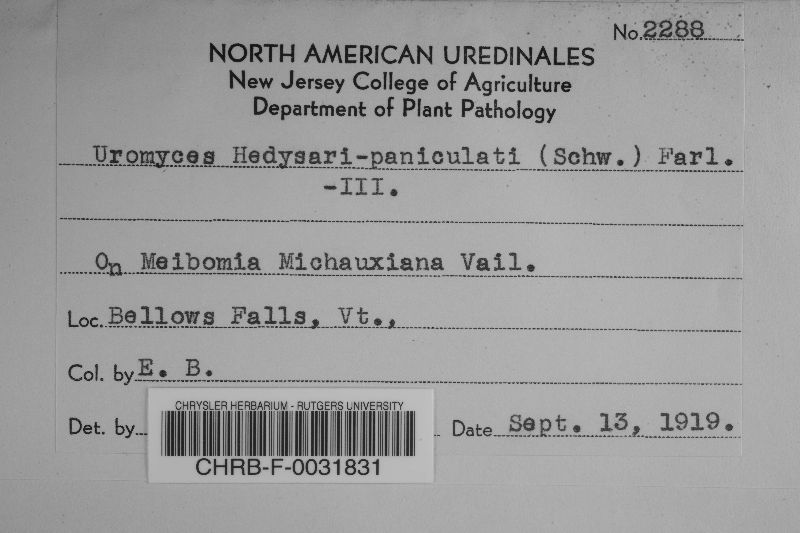 No. 2288
NORTH AMERICAN UREDINALES
New Jersey College of Agriculture
Department of Plant Pathology
Uromyces Hedysari-paniculati (Schw.) Farl.
-III.
On Meibomia Michauxiana Vail.
Loc. Bellows Falls, Vt.,
Col. by E. B.
Det. by Date Sept. 13, 1919.
CHRYSLER HERBARIUM - RUTGERS UNIVERSITY
CHRB-F-0031831